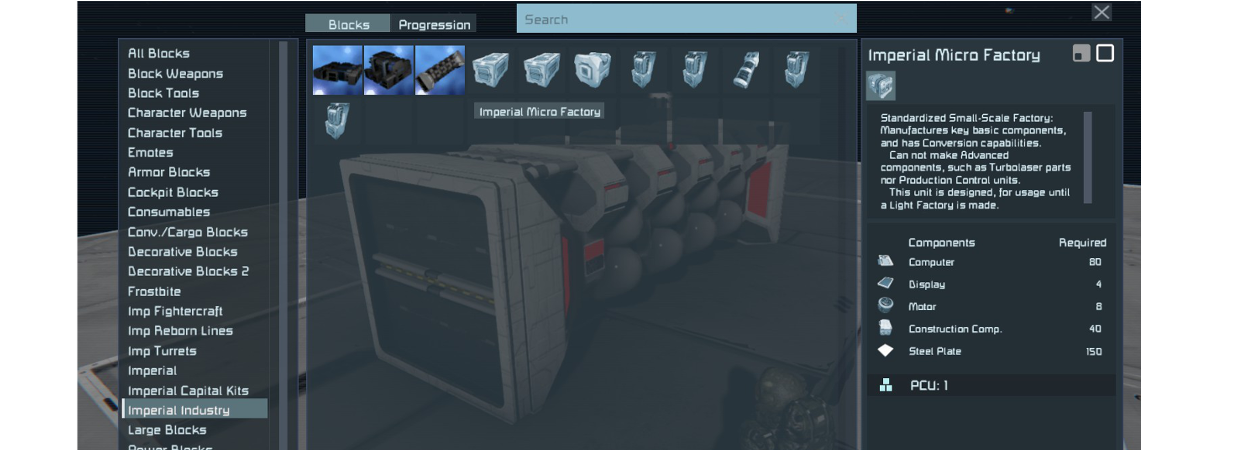 Blocks
Progression
Search
All Blocks
Block Weapons
Block Tools
Character Weapons
Character Tools
Emotes
Armor Blocks
Cockpit Blocks
Consumables
Conv./Cargo Blocks
Decorative Blocks
Decorative Blocks 2
Frostbite
Imp Fightercraft
Imp Reborn Lines
Imp Turrets
Imperial
Imperial Capital Kits
Imperial Industry
Large Blocks
Power Blocks
Imperial Micro Factory
Imperial Micro Factory
Standardized Small-Scale Factory:
Manufactures key basic components,
and has Conversion capabilities.
Can not make Advanced
components, such as Turbolaser parts
nor Production Control units.
This unit is designed, for usage until
a Light Factory is made.
Components Required
Computer 80
Display 4
Motor 8
Construction Comp. 40
Steel Plate 150
PCU: 1